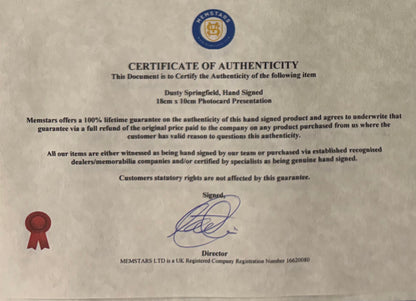 MEMSTARS
CERTIFICATE OF AUTHENTICITY
This Document is to Certify the Authenticity of the following item
Dusty Springfield, Hand Signed
18cm x 10cm Photocard Presentation
Memstars offers a 100% lifetime guarantee on the authenticity of this hand signed product and agrees to underwrite that
guarantee via a full refund of the original price paid to the company on any product purchased from us where the
customer has valid reason to question this authenticity.
All our items are either witnessed as being hand signed by our team or purchased via established recognised
dealers/memorabilia companies and/or certified by specialists as being genuine hand signed.
Customers statutory rights are not affected by this guarantee.
Signed,
Director
MEMSTARS LTD is a UK Registered Company Registration Number 16620080